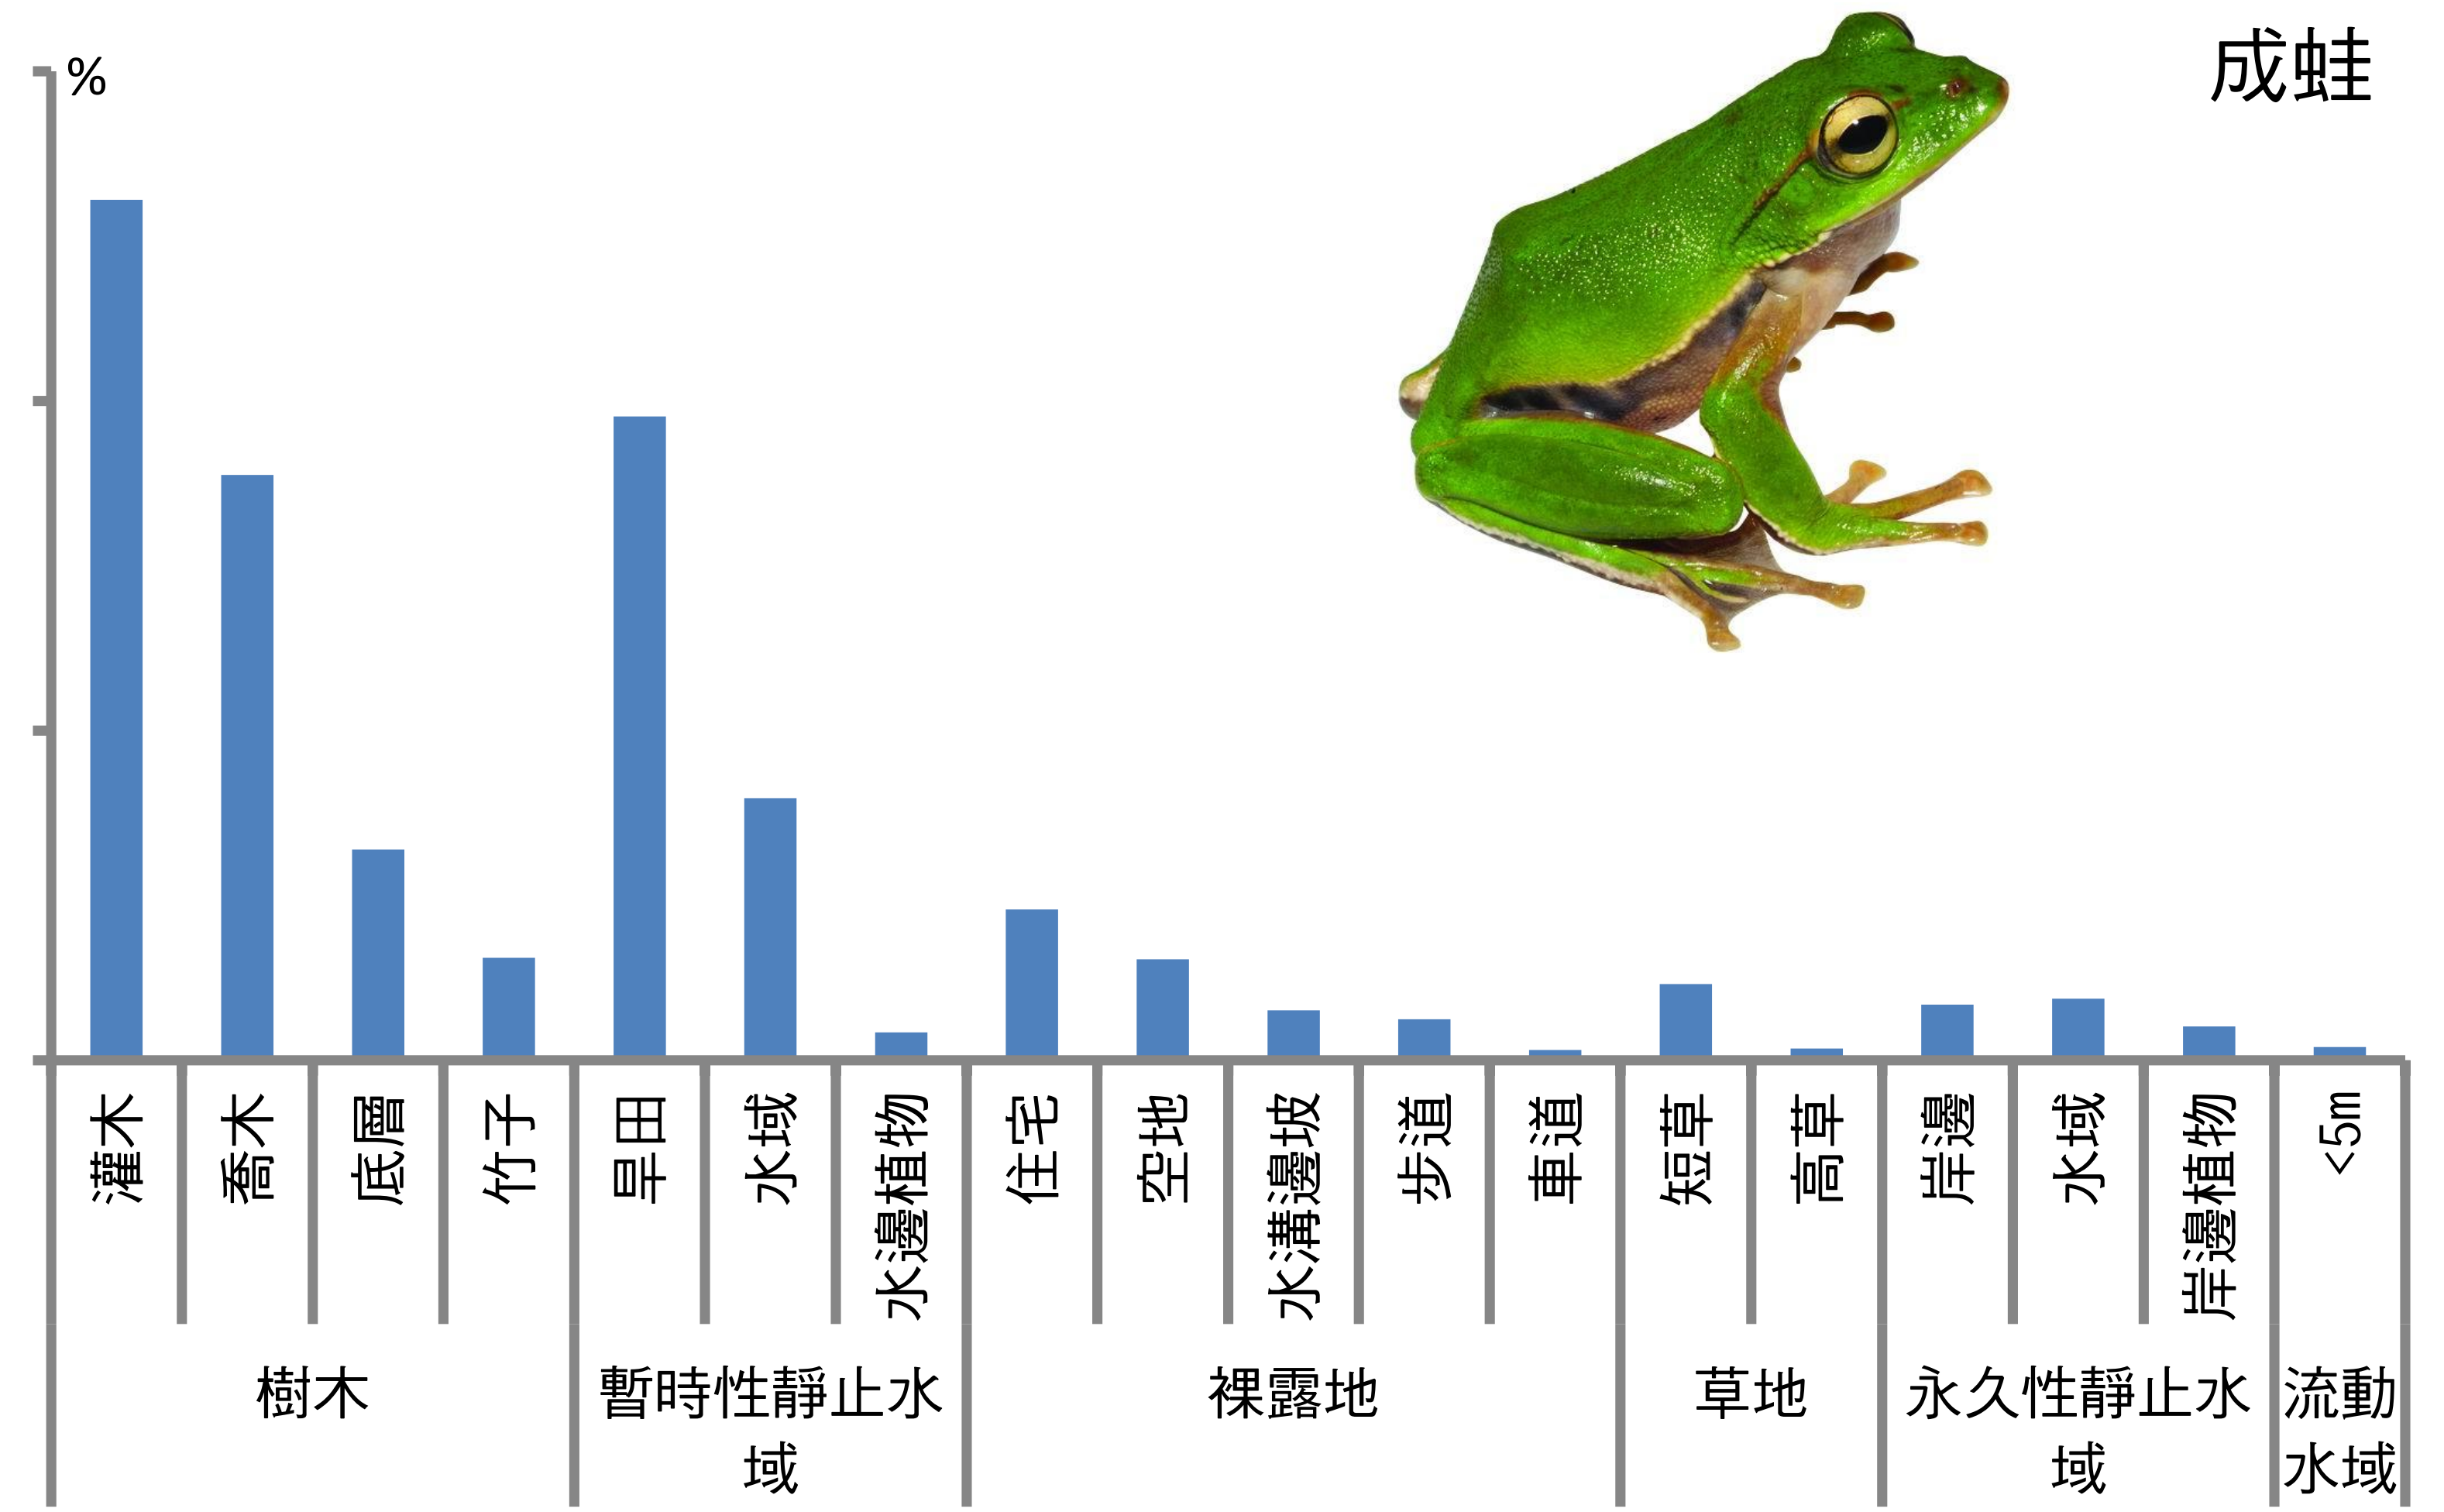 %
成蛙
灌木
喬木
底層
竹子
旱田
水域
水邊植物
住宅
空地
水溝邊坡
步道
車道
短草
高草
岸邊
水域
岸邊植物
<5m
樹木
暫時性靜止水
域
裸露地
草地
永久性靜止水
域
流動
水域